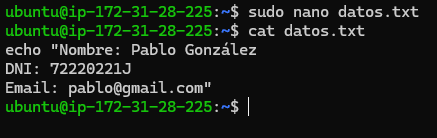 ubuntu@ip-172-31-28-225:~$ sudo nano datos.txt
ubuntu@ip-172-31-28-225:~$ cat datos.txt
echo "Nombre: Pablo González
DNI: 72220221J
Email: pablo@gmail.com"
ubuntu@ip-172-31-28-225:~$